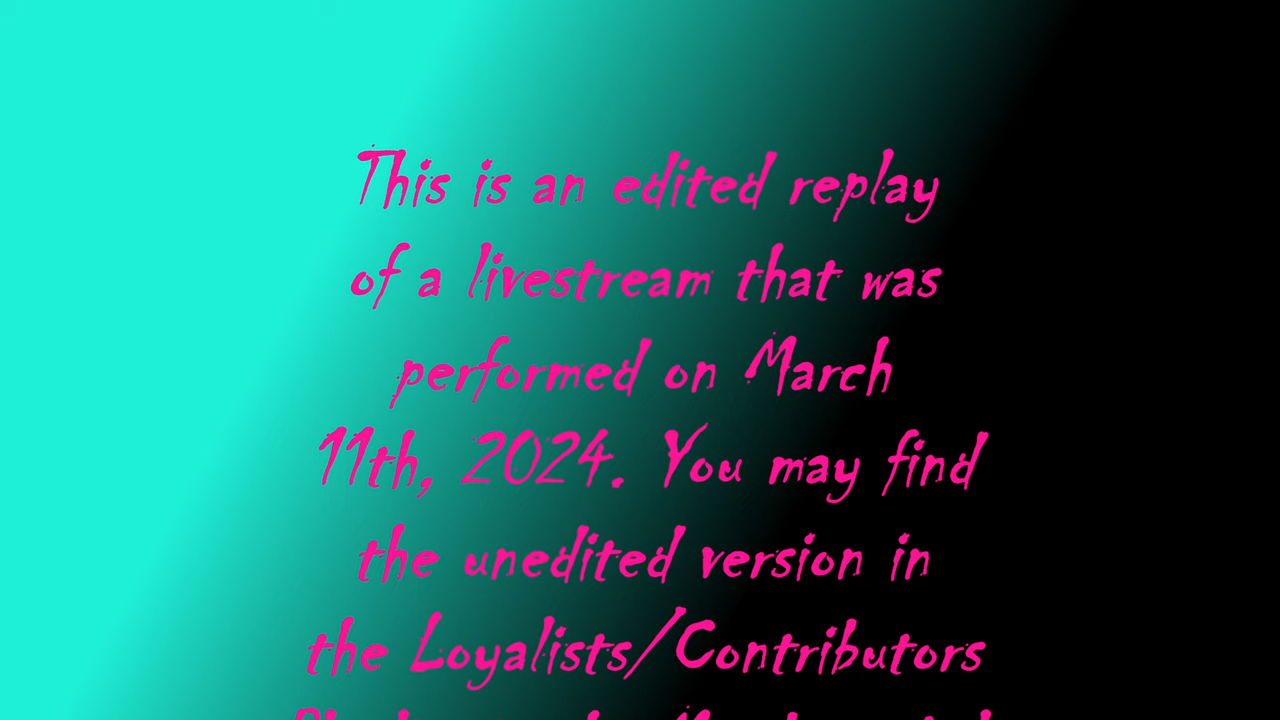 This is an edited replay
of a livestream that was
performed on March
11th, 2024. You may find
the unedited version in
the Loyalists/Contributors